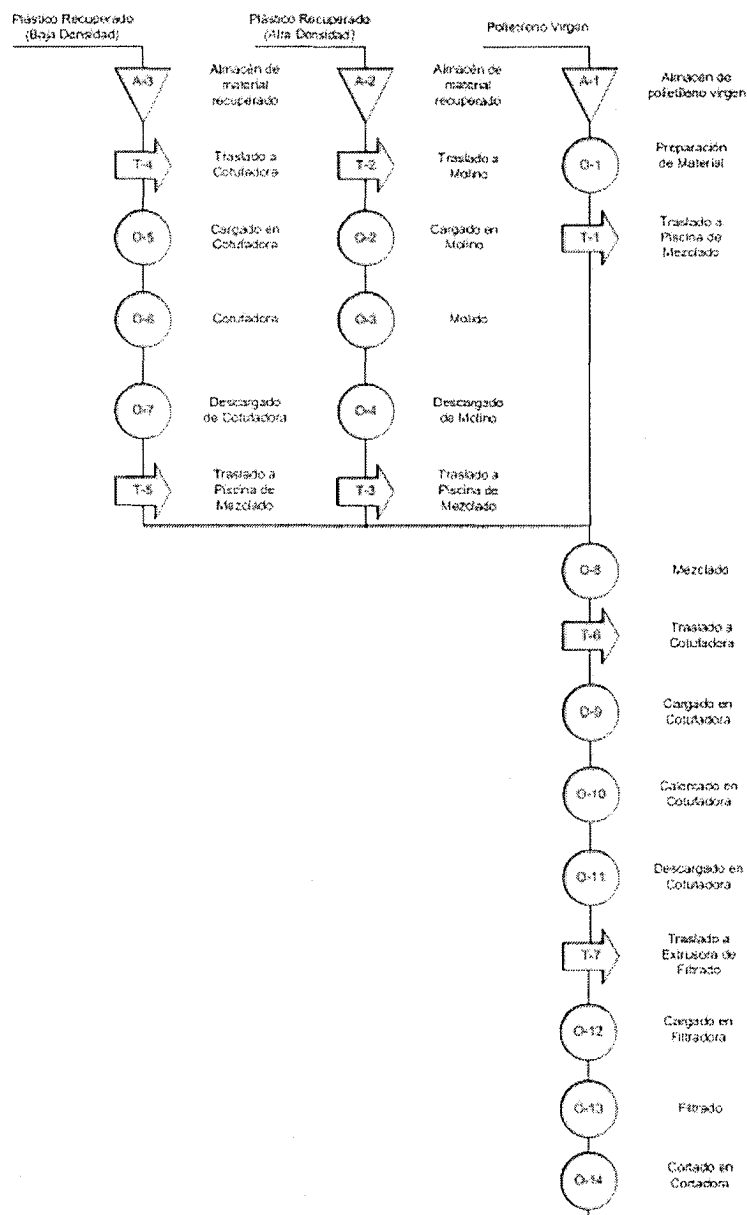 Plástico Recuperado
(Baja Densidad)
Plástico Recuperado
(Alta Densidad)
Polietileno Virgen
A-3
Almacén de
material
recuperado
A-2
Almacén de
material
recuperado
A-1
Almacén de
polietileno virgen
T-4
Traslado a
Cotufadora
T-2
Traslado a
Molino
O-1
Preparación
de Material
O-5
Cargado en
Cotufadora
O-2
Cargado en
Molino
T-1
Traslado a
Piscina de
Mezclado
O-6
Cotufadora
O-3
Molido
O-7
Descargado
de Cotufadora
O-4
Descargado
de Molino
T-5
Traslado a
Piscina de
Mezclado
T-3
Traslado a
Piscina de
Mezclado
O-8
Mezclado
T-6
Traslado a
Cotufadora
O-9
Cargado en
Cotufadora
O-10
Calentado en
Cotufadora
O-11
Descargado en
Cotufadora
T-7
Traslado a
Extrusora de
Filtrado
O-12
Cargado en
Filtradora
O-13
Filtrado
O-14
Cortado en
Cortadora